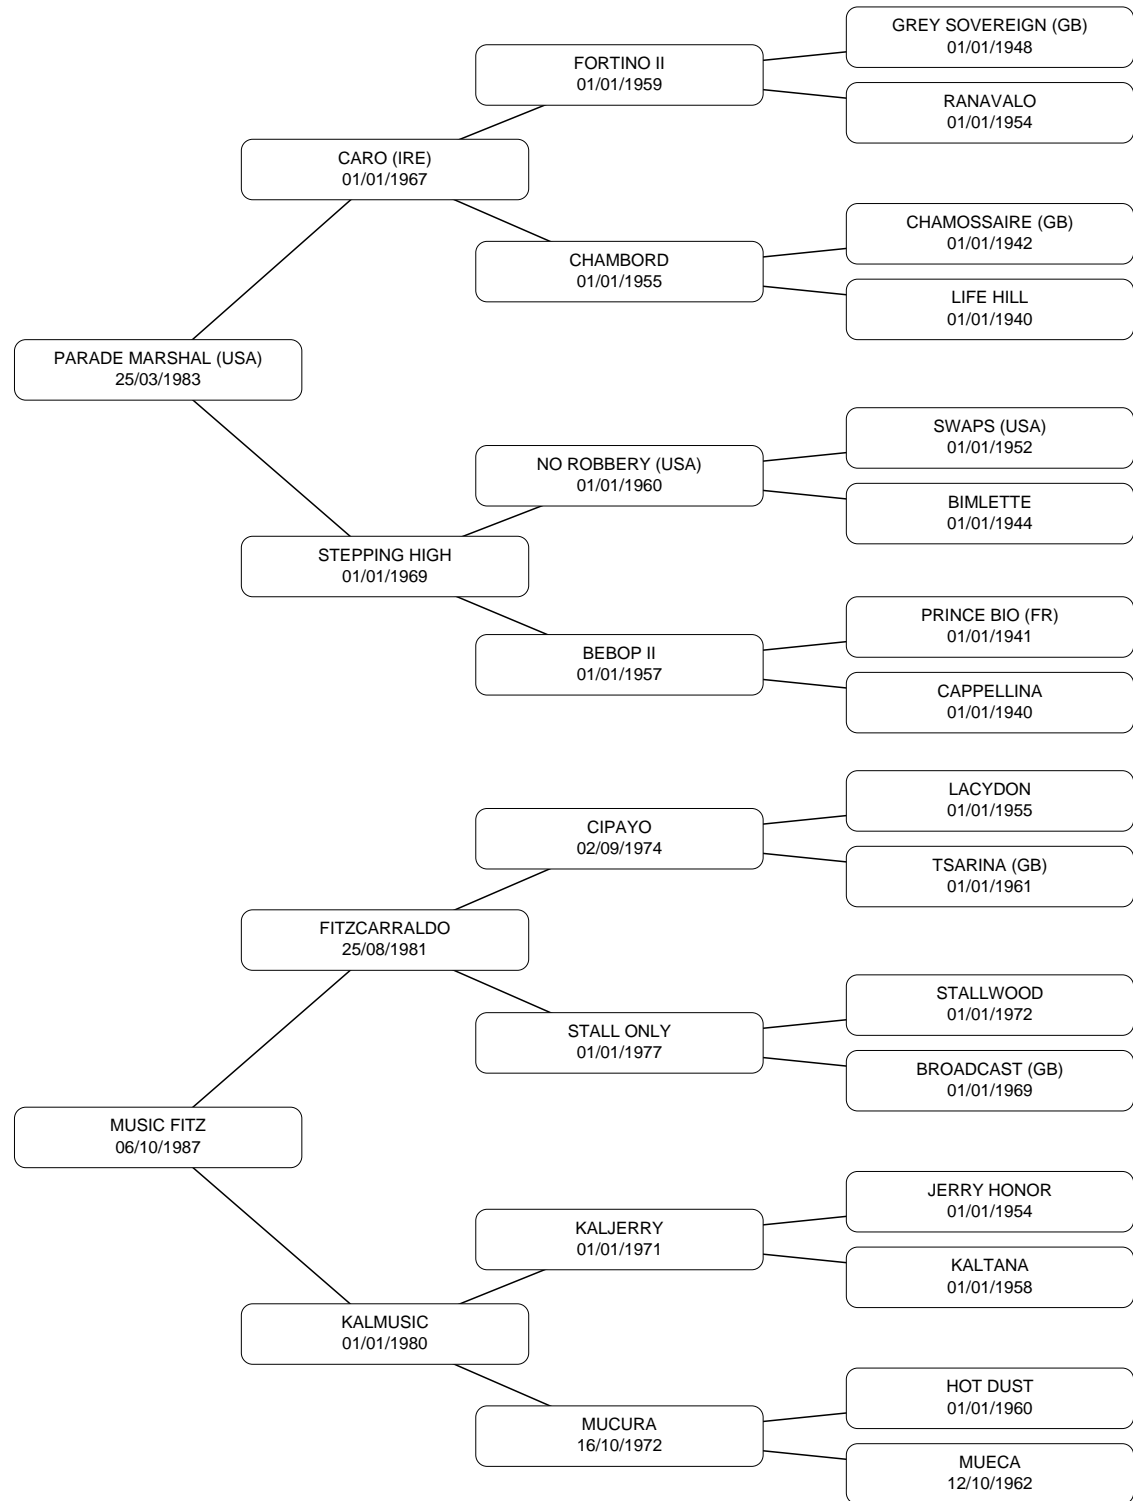 GREY SOVEREIGN (GB)
01/01/1948
FORTINO II
01/01/1959
RANAVALO
01/01/1954
CARO (IRE)
01/01/1967
CHAMOSSAIRE (GB)
01/01/1942
CHAMBORD
01/01/1955
LIFE HILL
01/01/1940
PARADE MARSHAL (USA)
25/03/1983
SWAPS (USA)
01/01/1952
NO ROBBERY (USA)
01/01/1960
BIMLETTE
01/01/1944
STEPPING HIGH
01/01/1969
PRINCE BIO (FR)
01/01/1941
BEBOP II
01/01/1957
CAPPELLINA
01/01/1940
LACYDON
01/01/1955
CIPAYO
02/09/1974
TSARINA (GB)
01/01/1961
FITZCARRALDO
25/08/1981
STALLWOOD
01/01/1972
STALL ONLY
01/01/1977
BROADCAST (GB)
01/01/1969
MUSIC FITZ
06/10/1987
JERRY HONOR
01/01/1954
KALJERRY
01/01/1971
KALTANA
01/01/1958
KALMUSIC
01/01/1980
HOT DUST
01/01/1960
MUCURA
16/10/1972
MUECA
12/10/1962